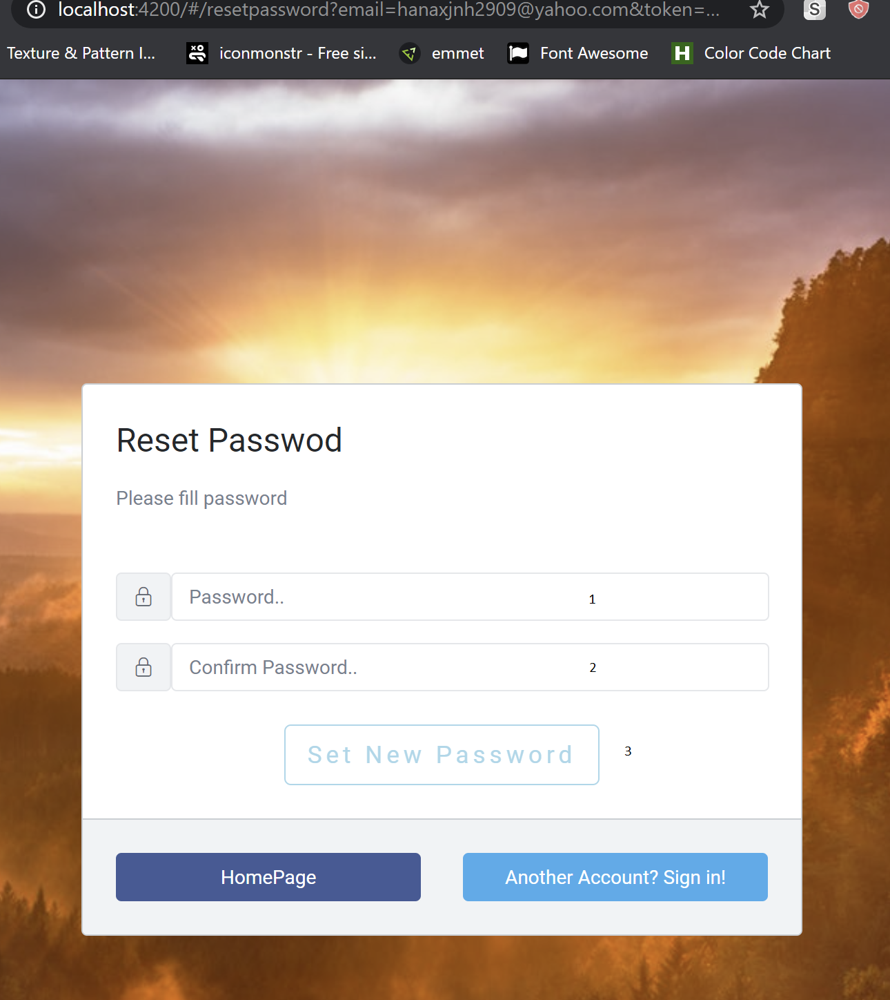 localhost:4200/#/resetpassword?email=hanaxjnh2909@yahoo.com&token=...
S
Texture & Pattern I... iconmonstr - Free si... emmet Font Awesome H Color Code Chart
Reset Passwod
Please fill password
Password.. 1
Confirm Password.. 2
Set New Password 3
HomePage Another Account? Sign in!